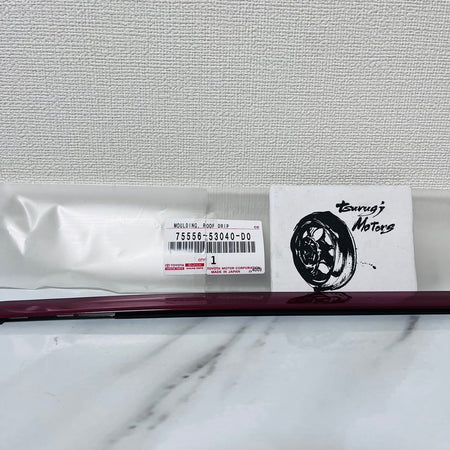 MOULDING, ROOF DRIP
75556-53040-D0
1
TOYOTA MOTOR CORPORATION
MADE IN JAPAN
Tsurugi
Motors